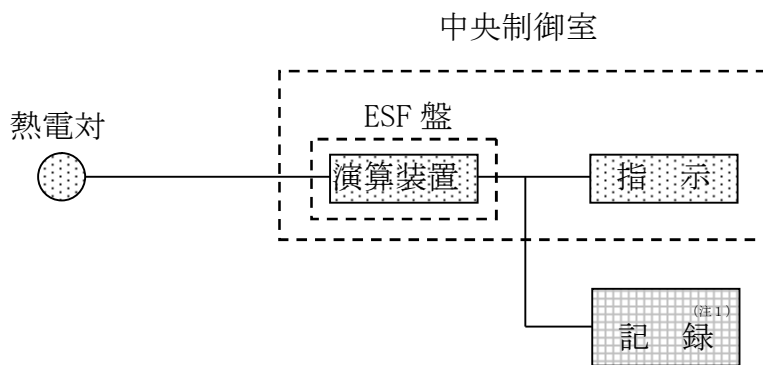 中央制御室
熱電対
ESF 盤
演算装置
指　示
(注1)
記　録